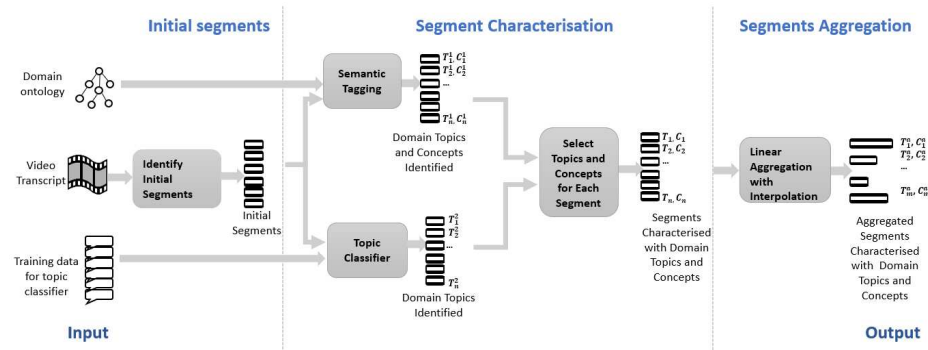 Initial segments
Segment Characterisation
Segments Aggregation
Domain
ontology
Semantic
Tagging
T₁¹, C₁¹
T₂¹, C₂¹
...
Tₙ¹, Cₙ¹
Domain Topics
and Concepts
Identified
Video
Transcript
Identify
Initial
Segments
Initial
Segments
Select
Topics and
Concepts
for Each
Segment
T₁, C₁
T₂, C₂
...
Tₙ, Cₙ
Segments
Characterised
with Domain
Topics and
Concepts
Linear
Aggregation
with
Interpolation
T₁ᵃ, C₁ᵃ
T₂ᵃ, C₂ᵃ
...
Tₘᵃ, Cₙᵃ
Aggregated
Segments
Characterised
with Domain
Topics and
Concepts
Training data
for topic
classifier
Topic
Classifier
T₁²
T₂²
...
Tₙ²
Domain Topics
Identified
Input
Output